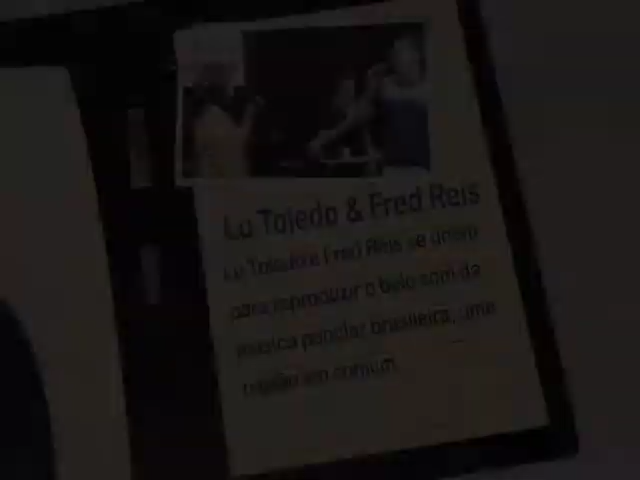 Lu Toledo & Fred Reis
Lu Toledo e Fred Reis se unem
para reproduzir o belo som da
música popular brasileira, uma
paixão em comum.